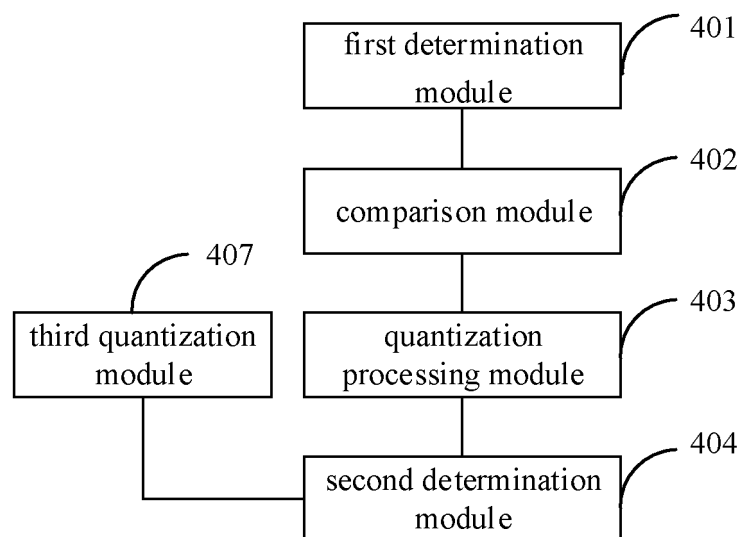 401
first determination
module
402
comparison module
407
403
third quantization
module
quantization
processing module
404
second determination
module